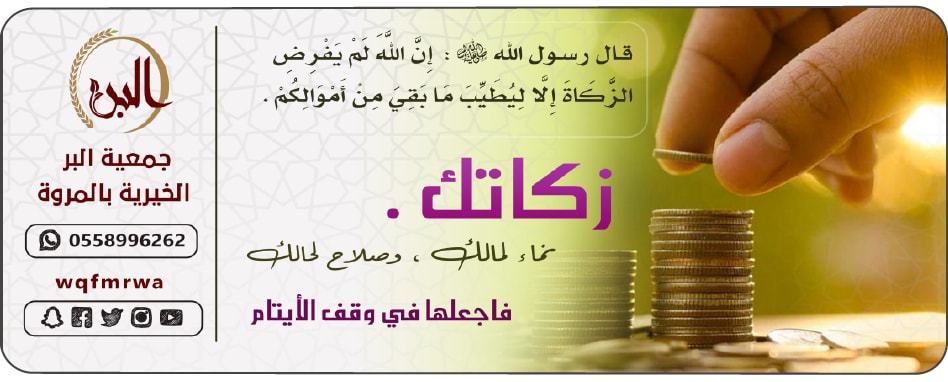 قال رسول الله ﷺ : إِنَّ اللَّهَ لَمْ يَفْرِضِ
الزَّكَاةَ إِلَّا لِيُطَيِّبَ مَا بَقِيَ مِنْ أَمْوَالِكُمْ .
زكاتك .
نماء لمالك ، وصلاح لحالك
فاجعلها في وقف الأيتام
البر
جمعية البر
الخيرية بالمروة
0558996262
wqfmrwa